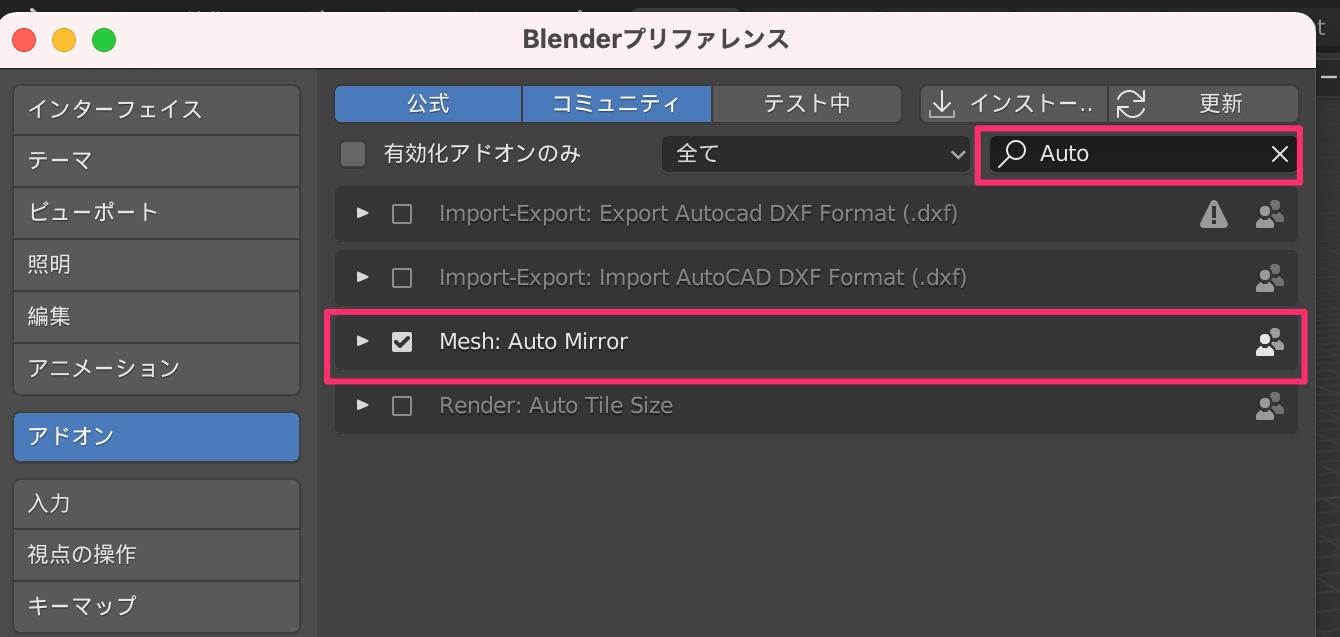 Blenderプリファレンス
インターフェイス
テーマ
ビューポート
照明
編集
アニメーション
アドオン
入力
視点の操作
キーマップ
公式 コミュニティ テスト中 インストー.. 更新
有効化アドオンのみ 全て Auto
Import-Export: Export Autocad DXF Format (.dxf)
Import-Export: Import AutoCAD DXF Format (.dxf)
Mesh: Auto Mirror
Render: Auto Tile Size